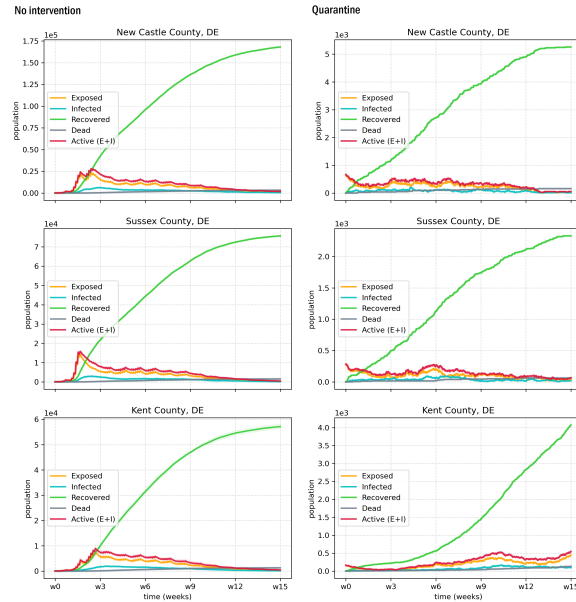 No intervention
Quarantine
New Castle County, DE
1e5
1.75
1.50
1.25
1.00
0.75
0.50
0.25
0.00
population
Exposed
Infected
Recovered
Dead
Active (E+I)
New Castle County, DE
1e3
5
4
3
2
1
0
population
Exposed
Infected
Recovered
Dead
Active (E+I)
Sussex County, DE
1e4
7
6
5
4
3
2
1
0
population
Exposed
Infected
Recovered
Dead
Active (E+I)
Sussex County, DE
1e3
2.0
1.5
1.0
0.5
0.0
population
Exposed
Infected
Recovered
Dead
Active (E+I)
Kent County, DE
1e4
6
5
4
3
2
1
0
population
Exposed
Infected
Recovered
Dead
Active (E+I)
w0 w3 w6 w9 w12 w15
time (weeks)
Kent County, DE
1e3
4.0
3.5
3.0
2.5
2.0
1.5
1.0
0.5
0.0
population
Exposed
Infected
Recovered
Dead
Active (E+I)
w0 w3 w6 w9 w12 w15
time (weeks)